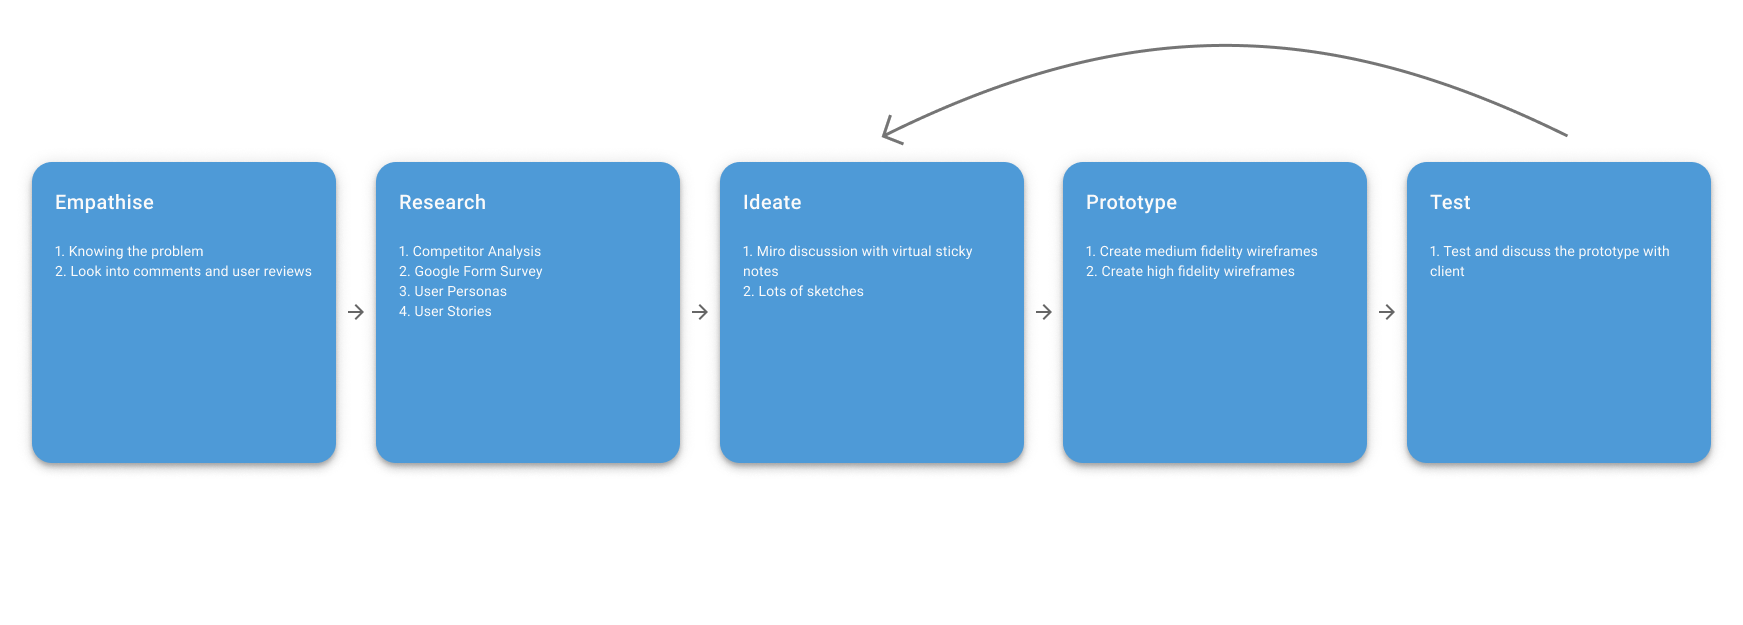 Empathise
1. Knowing the problem
2. Look into comments and user reviews
Research
1. Competitor Analysis
2. Google Form Survey
3. User Personas
4. User Stories
Ideate
1. Miro discussion with virtual sticky
notes
2. Lots of sketches
Prototype
1. Create medium fidelity wireframes
2. Create high fidelity wireframes
Test
1. Test and discuss the prototype with
client